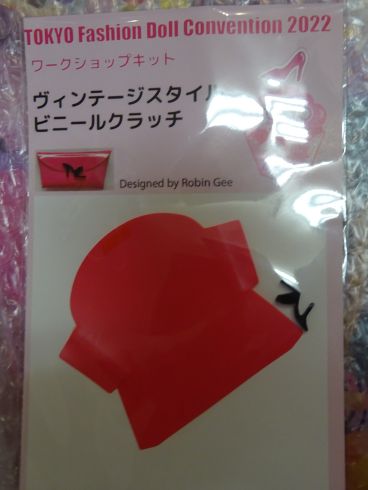 TOKYO Fashion Doll Convention 2022
ワークショップキット
ヴィンテージスタイル
ビニールクラッチ
Designed by Robin Gee